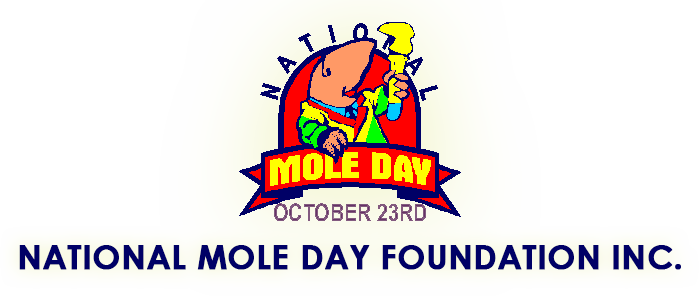 NATIONAL
MOLE DAY
OCTOBER 23RD
NATIONAL MOLE DAY FOUNDATION INC.